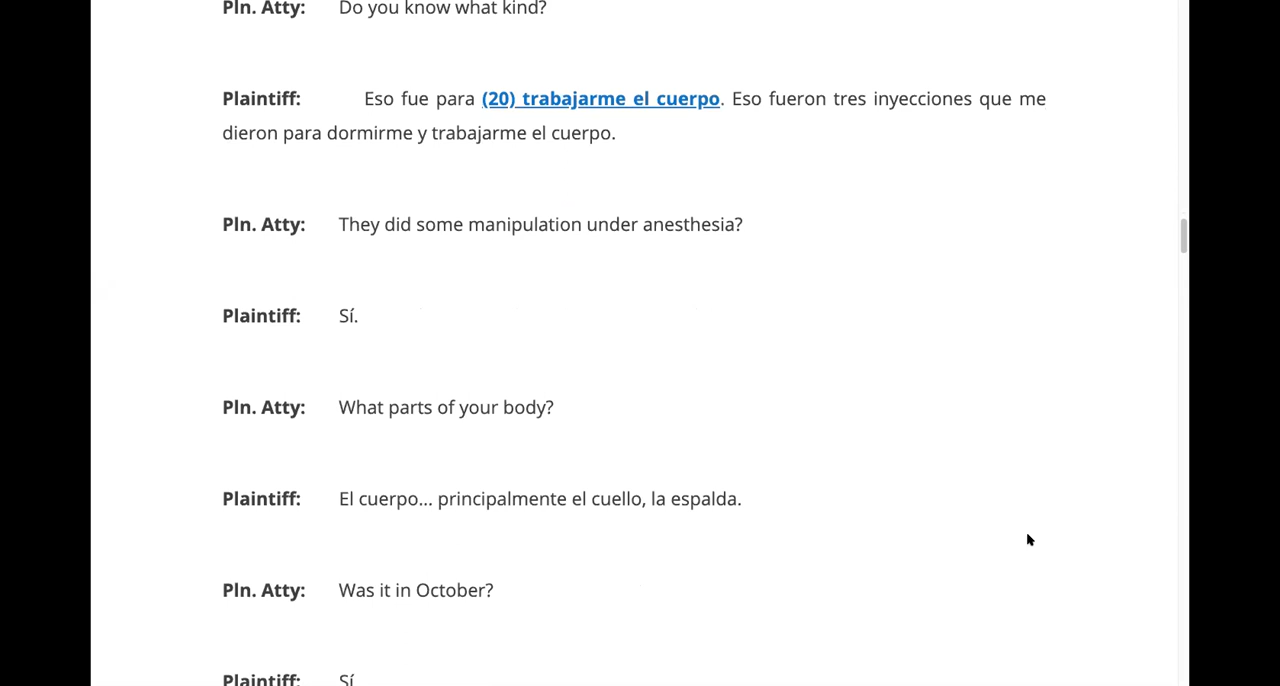 Pln. Atty: Do you know what kind?
Plaintiff: Eso fue para (20) trabajarme el cuerpo. Eso fueron tres inyecciones que me
dieron para dormirme y trabajarme el cuerpo.
Pln. Atty: They did some manipulation under anesthesia?
Plaintiff: Sí.
Pln. Atty: What parts of your body?
Plaintiff: El cuerpo... principalmente el cuello, la espalda.
Pln. Atty: Was it in October?
Plaintiff: Sí